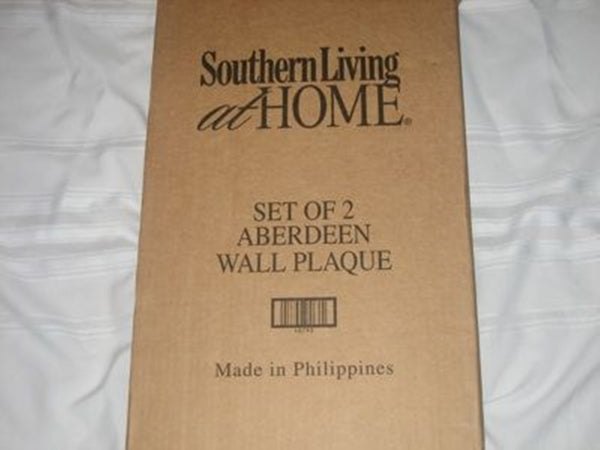 Southern Living
at HOME®
SET OF 2
ABERDEEN
WALL PLAQUE
Made in Philippines